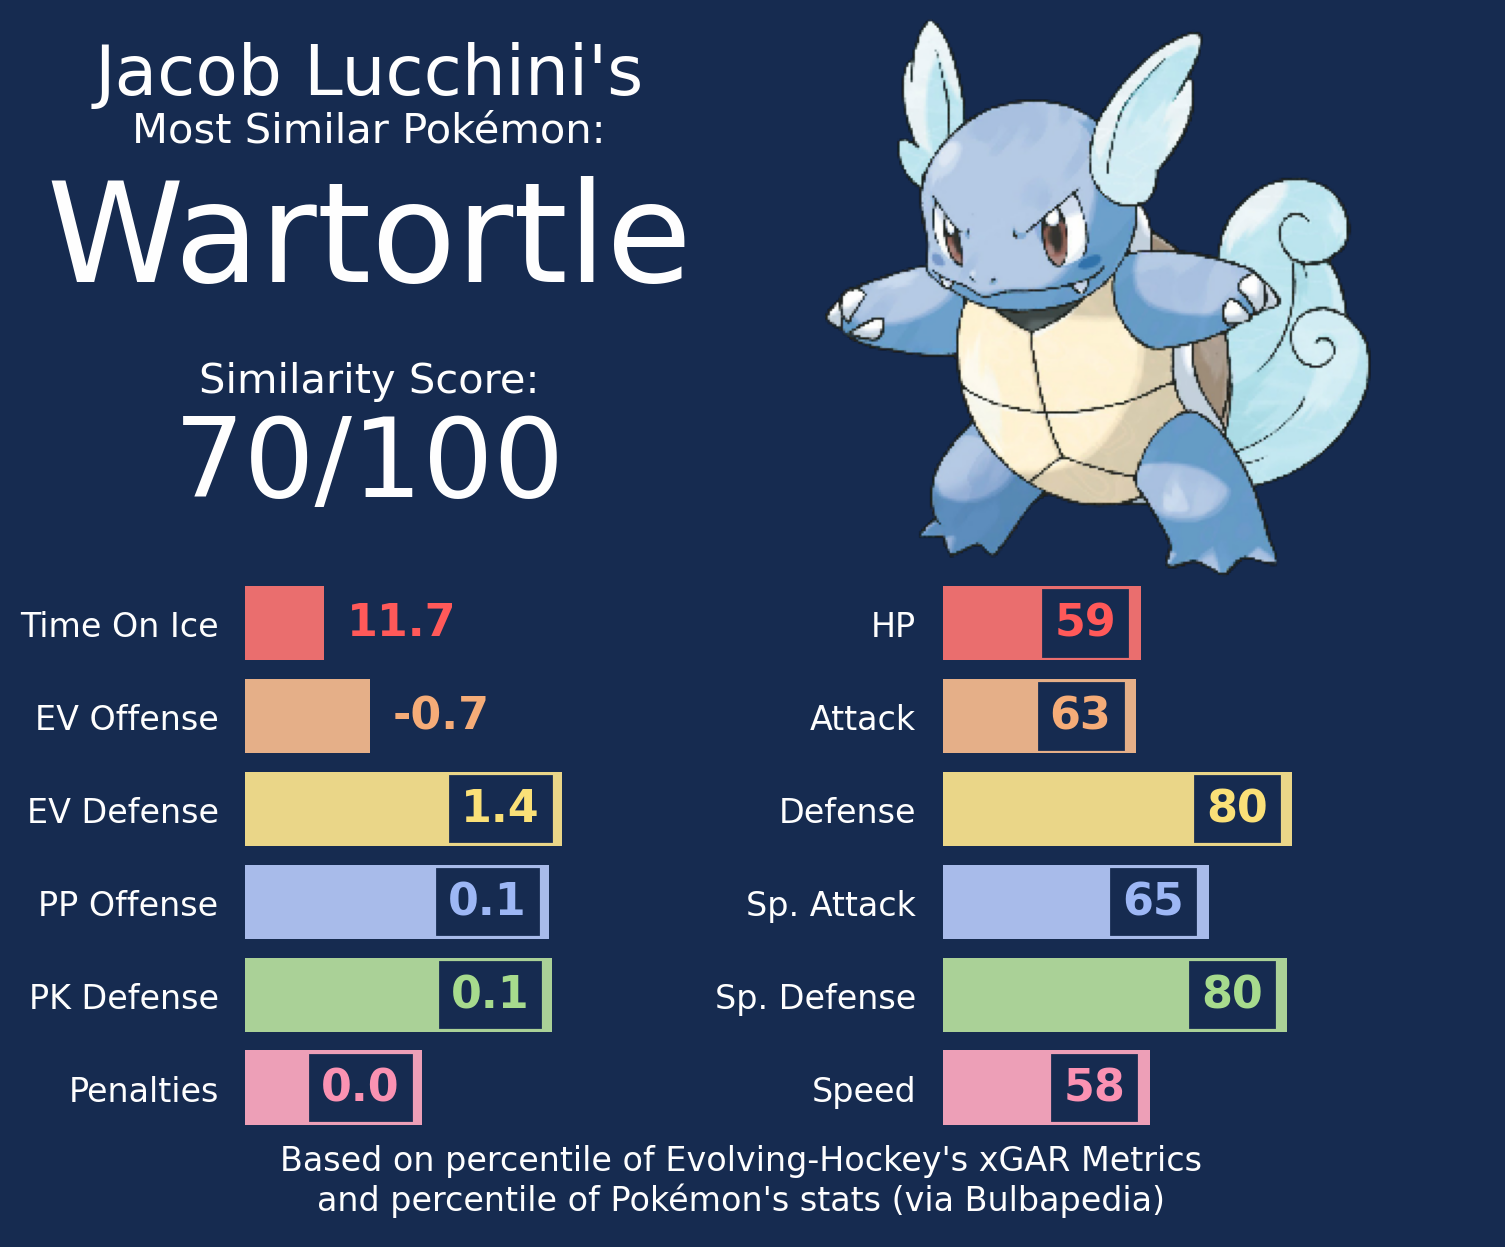 Jacob Lucchini's
Most Similar Pokémon:
Wartortle
Similarity Score:
70/100
Time On Ice 11.7
EV Offense -0.7
EV Defense 1.4
PP Offense 0.1
PK Defense 0.1
Penalties 0.0
HP 59
Attack 63
Defense 80
Sp. Attack 65
Sp. Defense 80
Speed 58
Based on percentile of Evolving-Hockey's xGAR Metrics
and percentile of Pokémon's stats (via Bulbapedia)